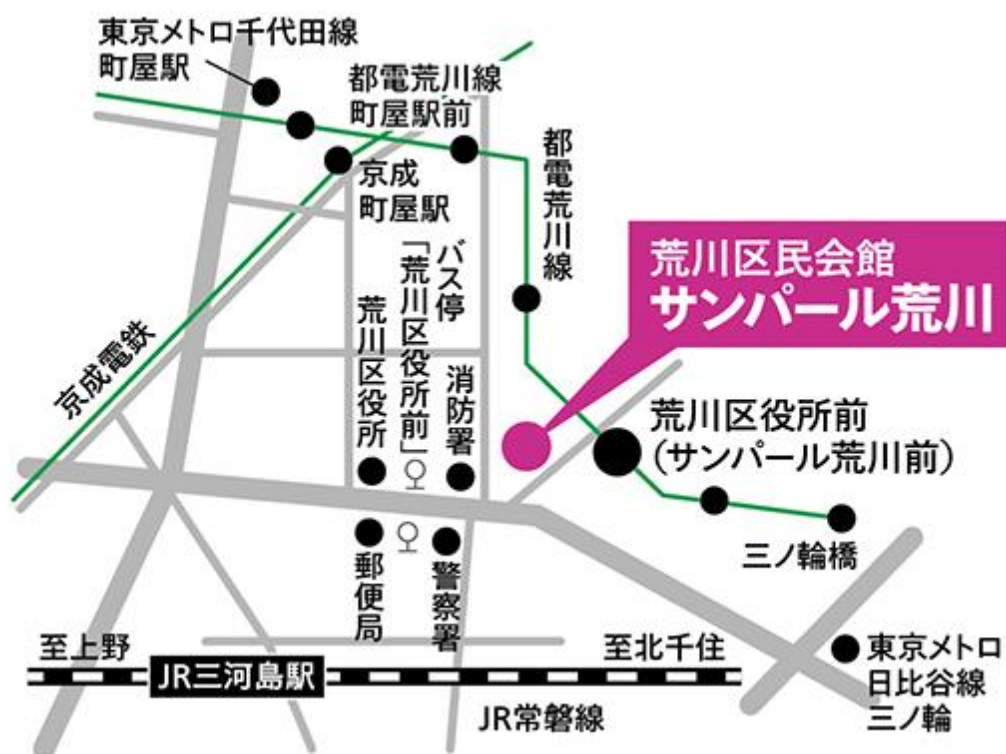 東京メトロ千代田線
町屋駅
都電荒川線
町屋駅前
京成
町屋駅
都電荒川線
荒川区民会館
サンパール荒川
京成電鉄
荒川区役所
バス停
「荒川区役所前」
消防署
荒川区役所前
(サンパール荒川前)
三ノ輪橋
郵便局
警察署
至上野
JR三河島駅
至北千住
JR常磐線
東京メトロ
日比谷線
三ノ輪